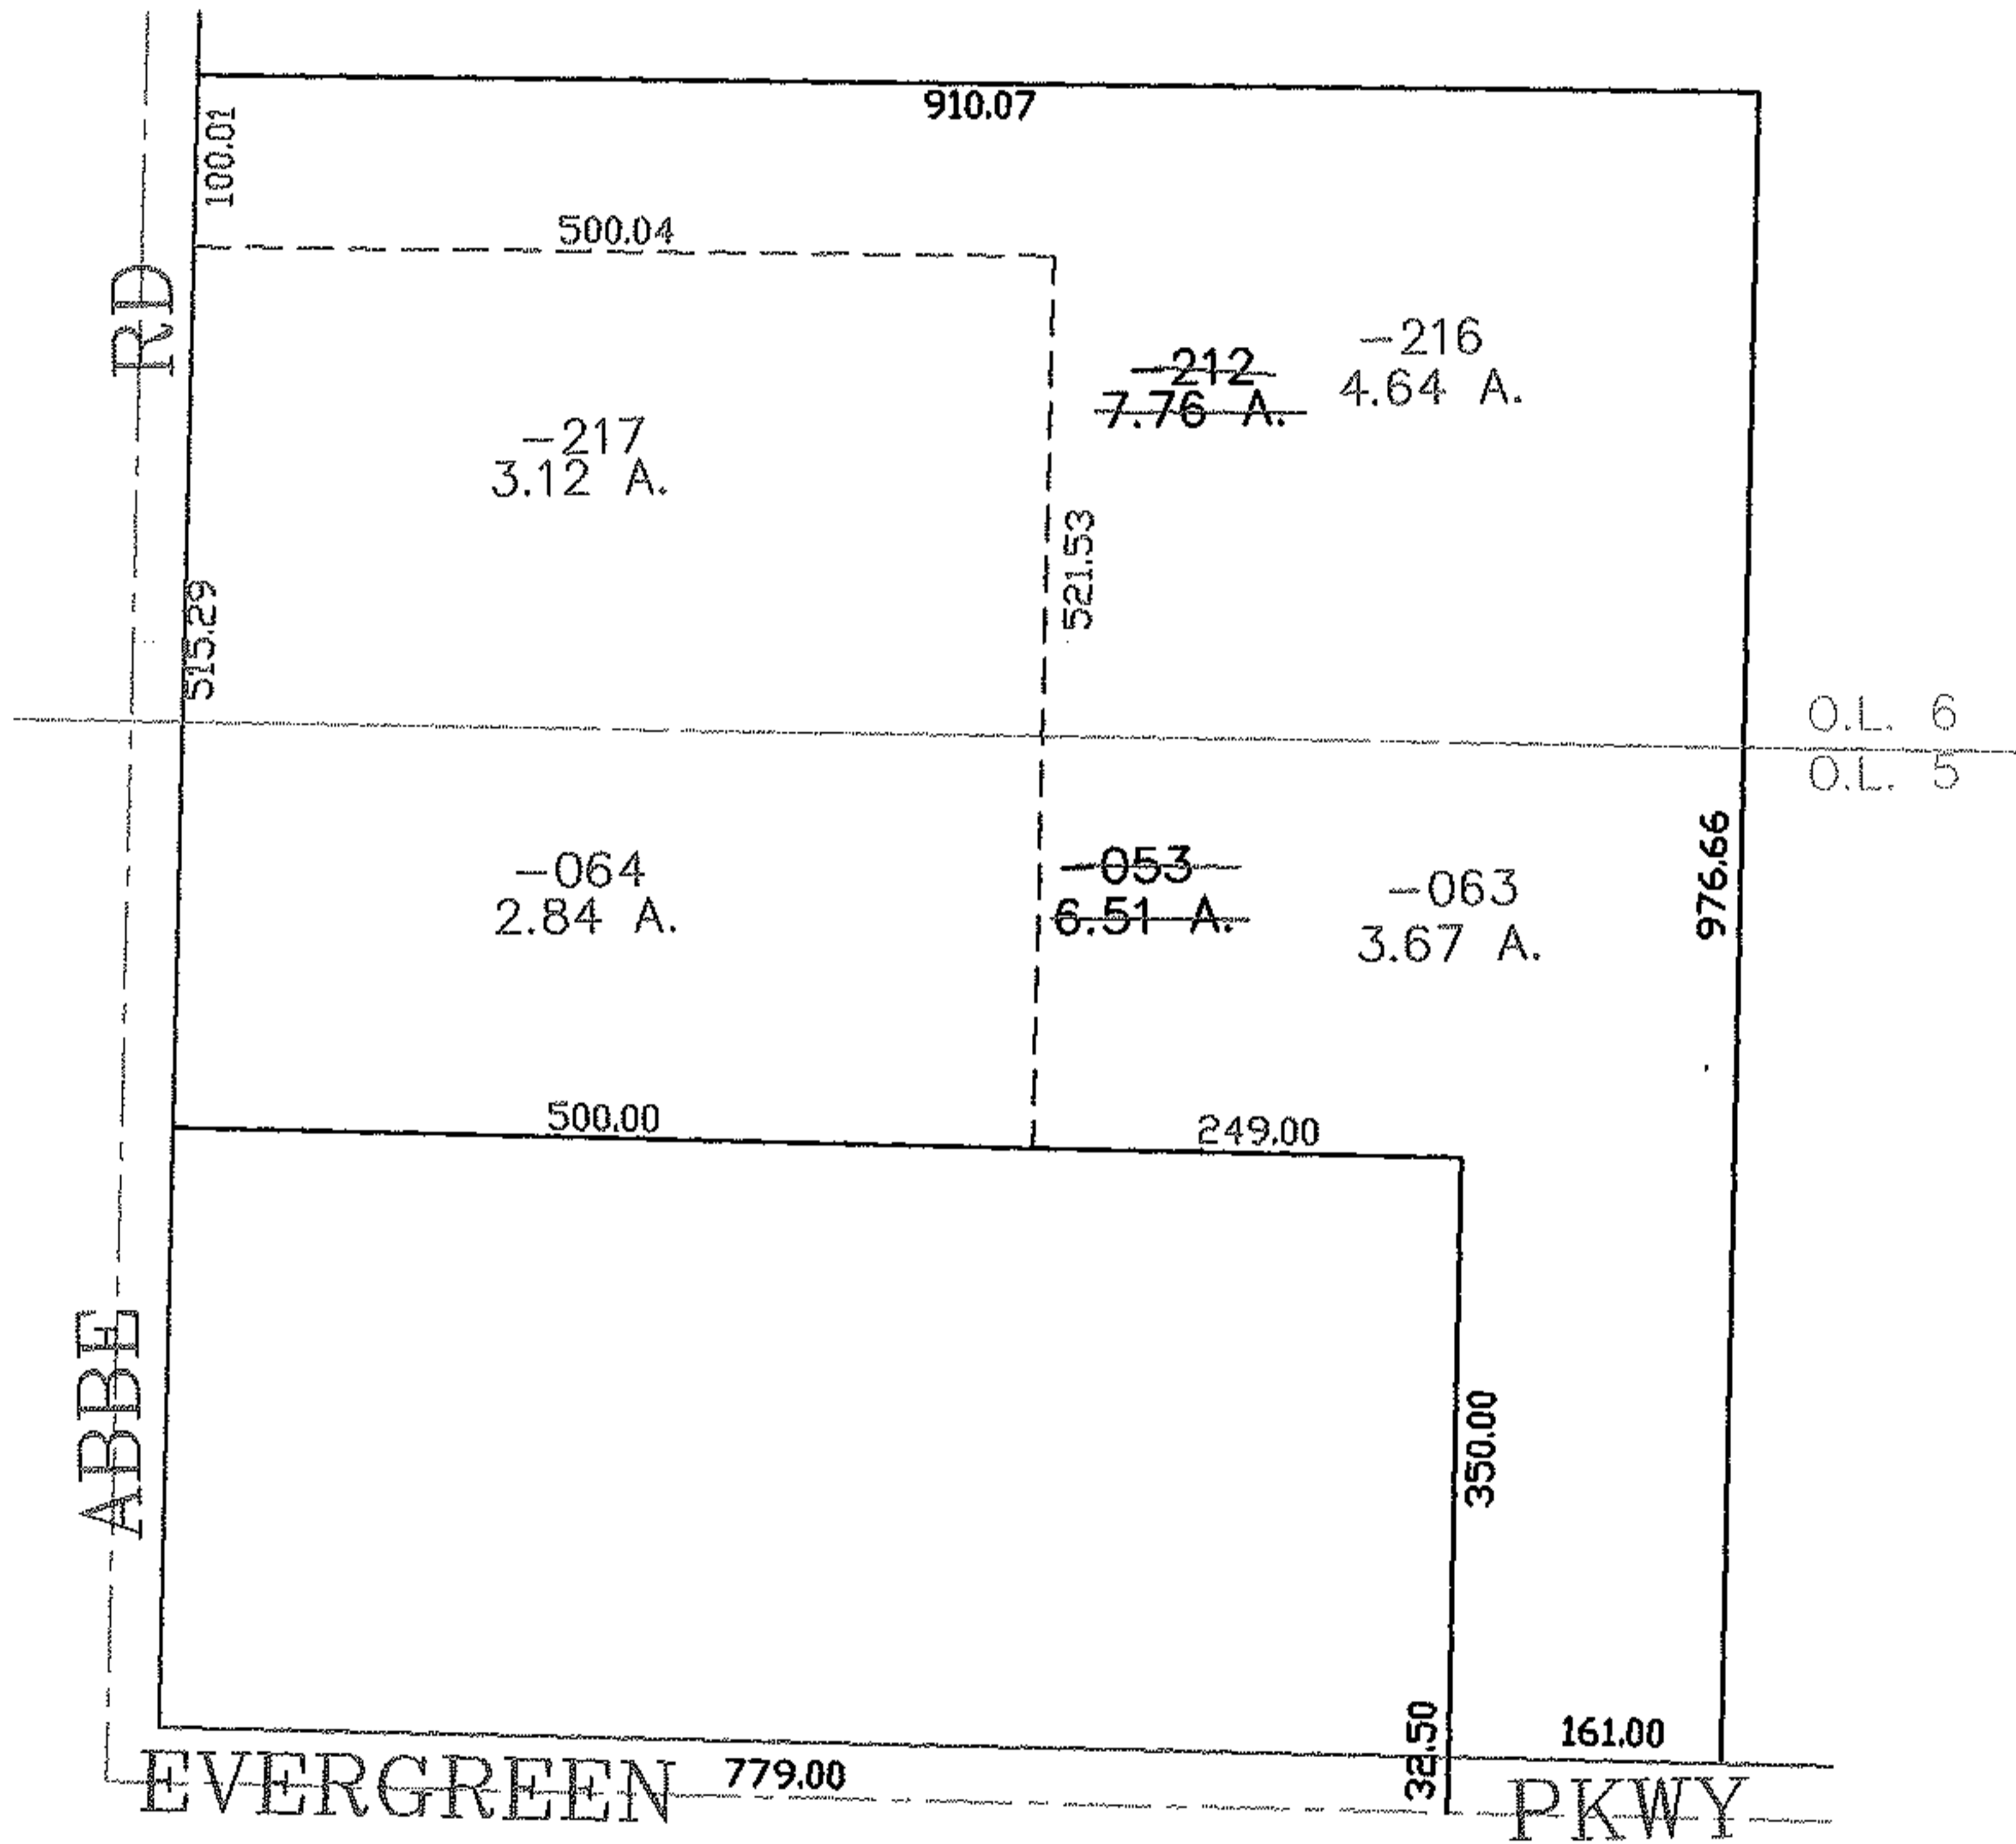 910.07
100.01
500.04
RD
-212
7.76 A.
-216
4.64 A.
-217
3.12 A.
521.53
515.29
O.L. 6
O.L. 5
976.66
-064
2.84 A.
-053
6.51 A.
-063
3.67 A.
500.00
249.00
ABBE
350.00
32.50
161.00
EVERGREEN
779.00
PKWY